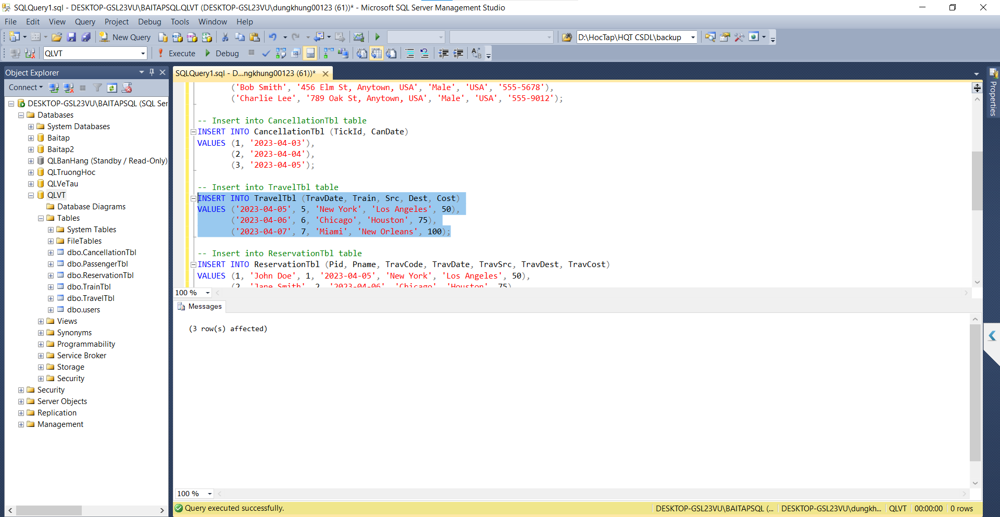 SQLQuery1.sql - DESKTOP-GSL23VU\BAITAPSQL.QLVT (DESKTOP-GSL23VU\dungkhung00123 (61))* - Microsoft SQL Server Management Studio
File Edit View Query Project Debug Tools Window Help
New Query D:\HocTap\HQT CSDL\backup
QLVT Execute Debug
Object Explorer
Connect
DESKTOP-GSL23VU\BAITAPSQL (SQL Ser
Databases
System Databases
Baitap
Baitap2
QLBanHang (Standby / Read-Only)
QLTruongHoc
QLVeTau
QLVT
Database Diagrams
Tables
System Tables
FileTables
dbo.CancellationTbl
dbo.PassengerTbl
dbo.ReservationTbl
dbo.TrainTbl
dbo.TravelTbl
dbo.users
Views
Synonyms
Programmability
Service Broker
Storage
Security
Security
Server Objects
Replication
Management
SQLQuery1.sql - D...ngkhung00123 (61))*
('Bob Smith', '456 Elm St, Anytown, USA', 'Male', 'USA', '555-5678'),
('Charlie Lee', '789 Oak St, Anytown, USA', 'Male', 'USA', '555-9012');
-- Insert into CancellationTbl table
INSERT INTO CancellationTbl (TickId, CanDate)
VALUES (1, '2023-04-03'),
(2, '2023-04-04'),
(3, '2023-04-05');
-- Insert into TravelTbl table
INSERT INTO TravelTbl (TravDate, Train, Src, Dest, Cost)
VALUES ('2023-04-05', 5, 'New York', 'Los Angeles', 50),
('2023-04-06', 6, 'Chicago', 'Houston', 75),
('2023-04-07', 7, 'Miami', 'New Orleans', 100);
-- Insert into ReservationTbl table
INSERT INTO ReservationTbl (Pid, Pname, TravCode, TravDate, TravSrc, TravDest, TravCost)
VALUES (1, 'John Doe', 1, '2023-04-05', 'New York', 'Los Angeles', 50),
(2, 'Jane Smith', 2, '2023-04-06', 'Chicago', 'Houston', 75)
100 %
Messages
(3 row(s) affected)
100 %
Query executed successfully. DESKTOP-GSL23VU\BAITAPSQL (... DESKTOP-GSL23VU\dungkh... QLVT 00:00:00 0 rows
Properties